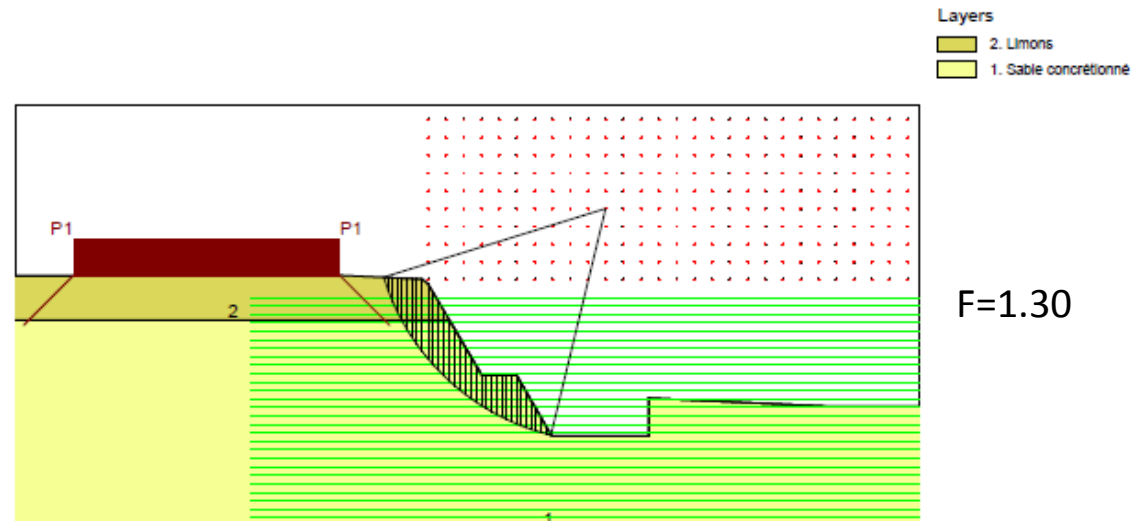 Layers
2. Limons
1. Sable concrétionné
P1 P1
2
F=1.30
1